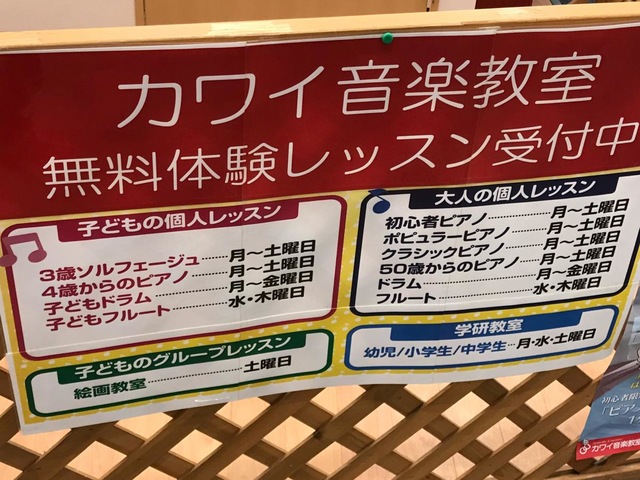 カワイ音楽教室
無料体験レッスン受付中
子どもの個人レッスン
3歳ソルフェージュ……月〜土曜日
4歳からのピアノ……月〜土曜日
子どもドラム……月〜金曜日
子どもフルート……水・木曜日
大人の個人レッスン
初心者ピアノ……月〜土曜日
ポピュラーピアノ……月〜土曜日
クラシックピアノ……月〜土曜日
50歳からのピアノ……月〜土曜日
ドラム……月〜金曜日
フルート……水・木曜日
子どものグループレッスン
絵画教室……土曜日
学研教室
幼児/小学生/中学生…月・水・土曜日
初心者限
「ピア
カワイ音楽教室